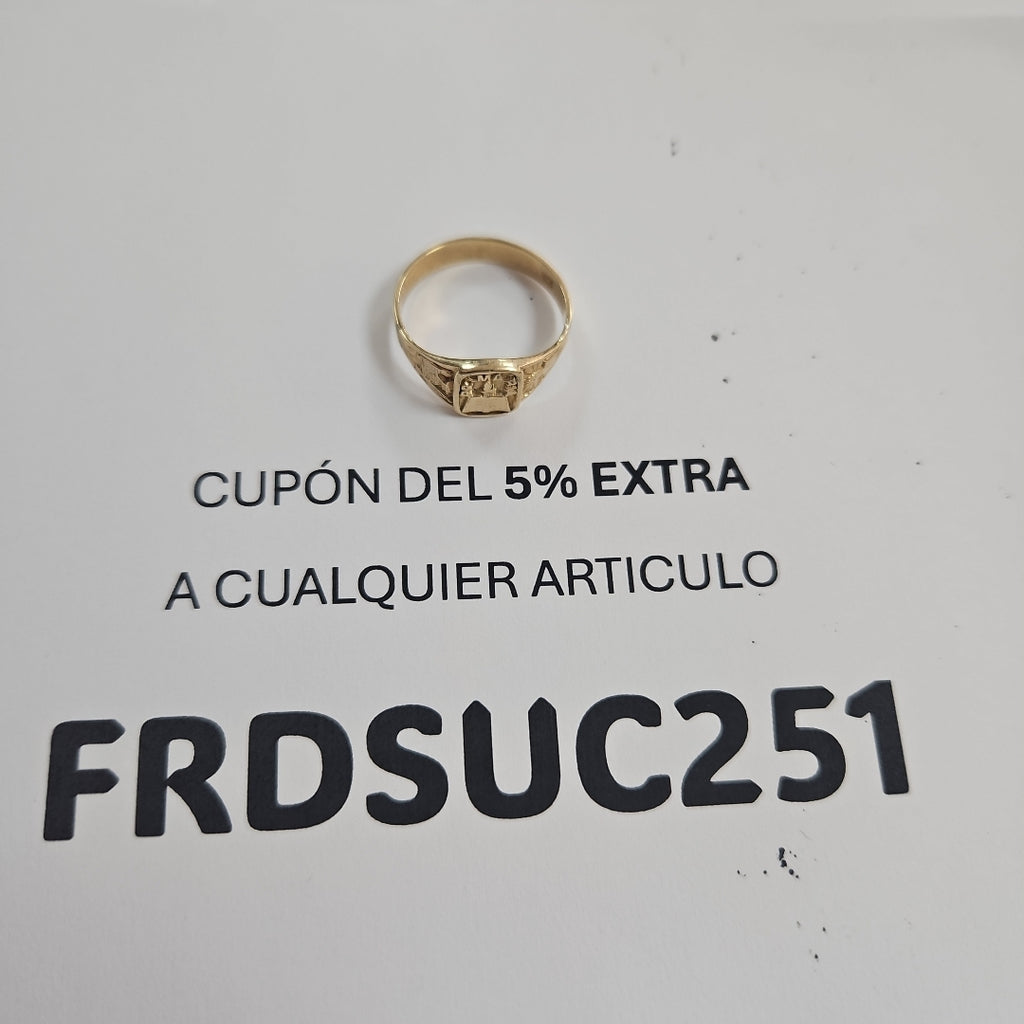 CUPÓN DEL 5% EXTRA
A CUALQUIER ARTICULO
FRDSUC251